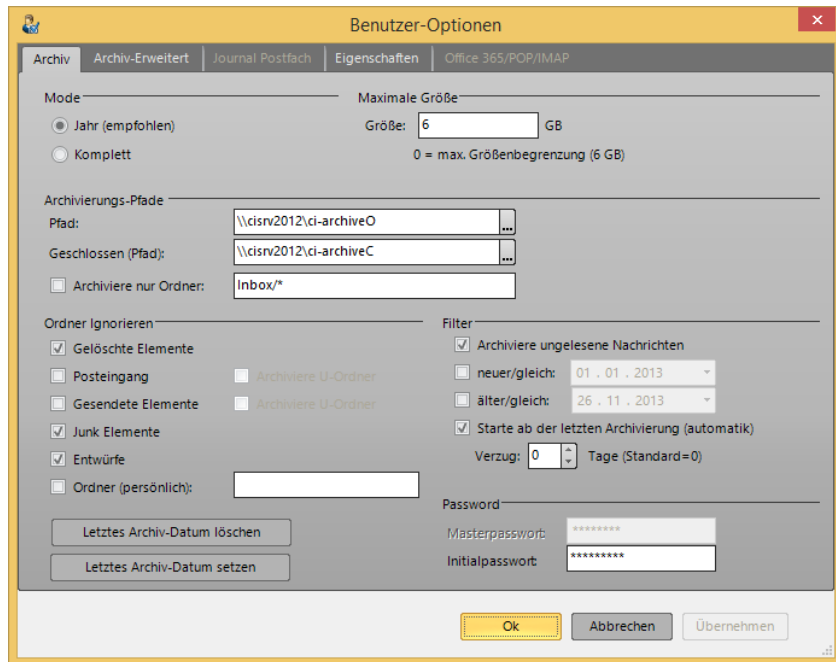 Benutzer-Optionen
Archiv Archiv-Erweitert Journal Postfach Eigenschaften Office 365/POP/IMAP
Mode
Jahr (empfohlen)
Komplett
Maximale Größe
Größe: 6 GB
0 = max. Größenbegrenzung (6 GB)
Archivierungs-Pfade
Pfad: \\cisrv2012\ci-archiveO ...
Geschlossen (Pfad): \\cisrv2012\ci-archiveC ...
Archiviere nur Ordner: Inbox/*
Ordner Ignorieren
Gelöschte Elemente
Posteingang Archiviere U-Ordner
Gesendete Elemente Archiviere U-Ordner
Junk Elemente
Entwürfe
Ordner (persönlich):
Letztes Archiv-Datum löschen
Letztes Archiv-Datum setzen
Filter
Archiviere ungelesene Nachrichten
neuer/gleich: 01 . 01 . 2013
älter/gleich: 26 . 11 . 2013
Starte ab der letzten Archivierung (automatik)
Verzug: 0 Tage (Standard=0)
Password
Masterpasswort: ********
Initialpasswort: *********
Ok Abbrechen Übernehmen